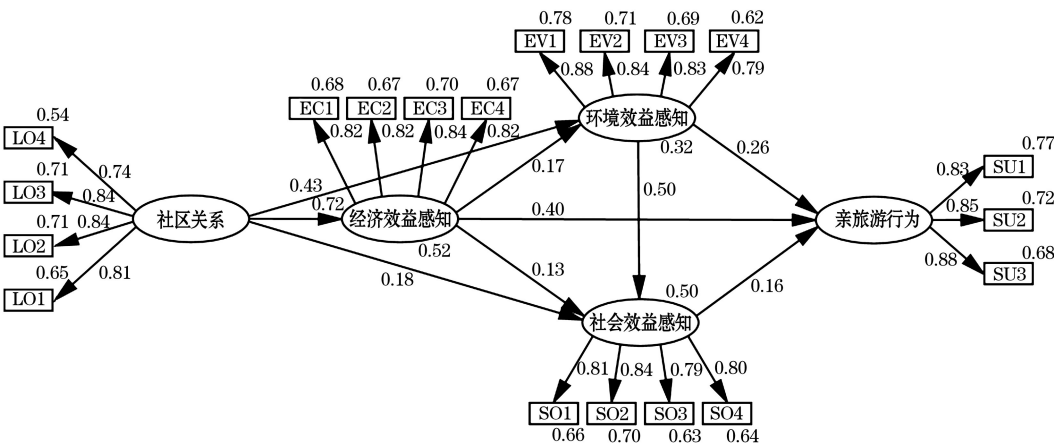 0.78 0.71 0.69 0.62
EV1 EV2 EV3 EV4
0.88 0.84 0.83 0.79
0.68 0.67 0.70 0.67
EC1 EC2 EC3 EC4
0.82 0.82 0.84 0.82
环境效益感知
0.32
0.54
LO4
0.74
0.71
LO3
0.84
0.71
LO2
0.84
0.65
LO1
0.81
社区关系
0.43
0.72
0.18
经济效益感知
0.52
0.17
0.40
0.13
0.50
0.26
0.16
亲旅游行为
0.77
SU1
0.83
0.72
SU2
0.85
0.68
SU3
0.88
0.50
社会效益感知
0.81 0.84 0.79 0.80
SO1 SO2 SO3 SO4
0.66 0.70 0.63 0.64